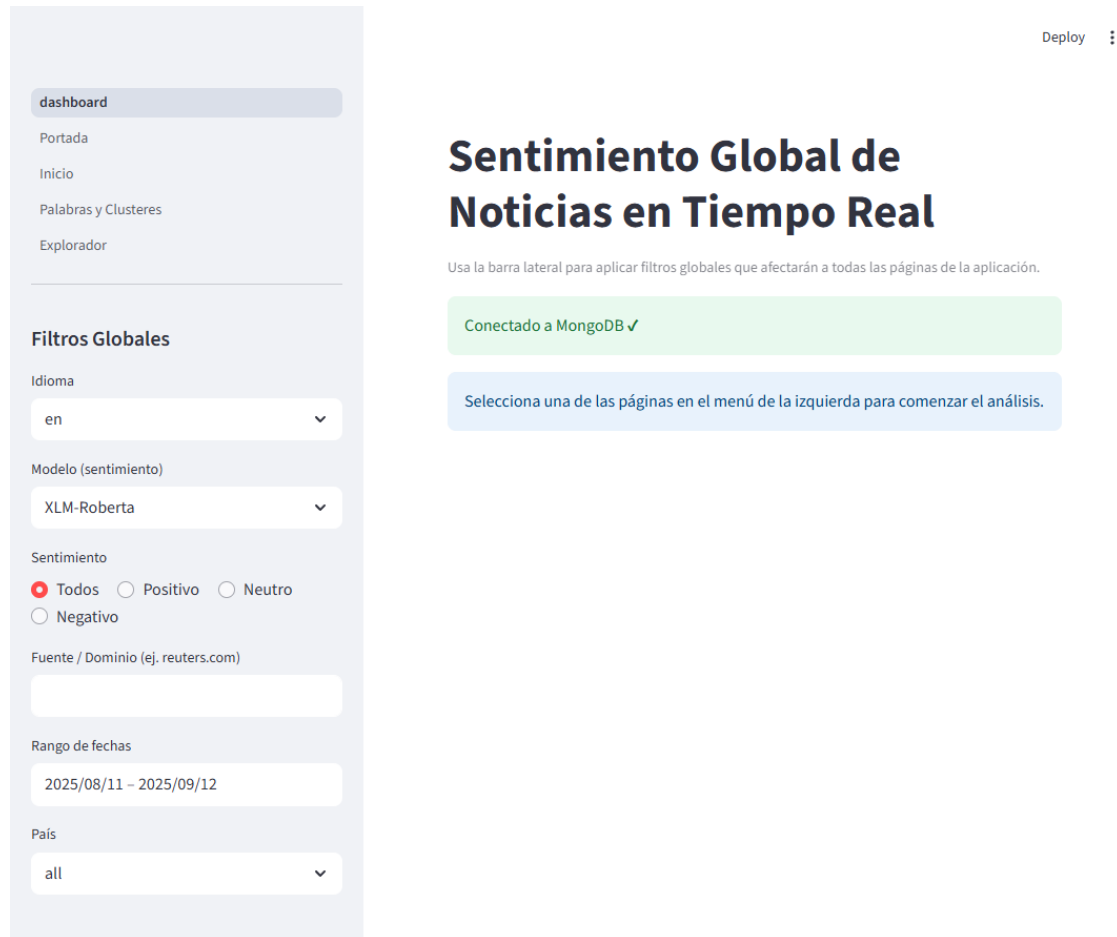 Deploy
dashboard
Portada
Inicio
Palabras y Clusteres
Explorador
Filtros Globales
Idioma
en
Modelo (sentimiento)
XLM-Roberta
Sentimiento
Todos
Positivo
Neutro
Negativo
Fuente / Dominio (ej. reuters.com)
Rango de fechas
2025/08/11 – 2025/09/12
País
all
Sentimiento Global de
Noticias en Tiempo Real
Usa la barra lateral para aplicar filtros globales que afectarán a todas las páginas de la aplicación.
Conectado a MongoDB ✓
Selecciona una de las páginas en el menú de la izquierda para comenzar el análisis.